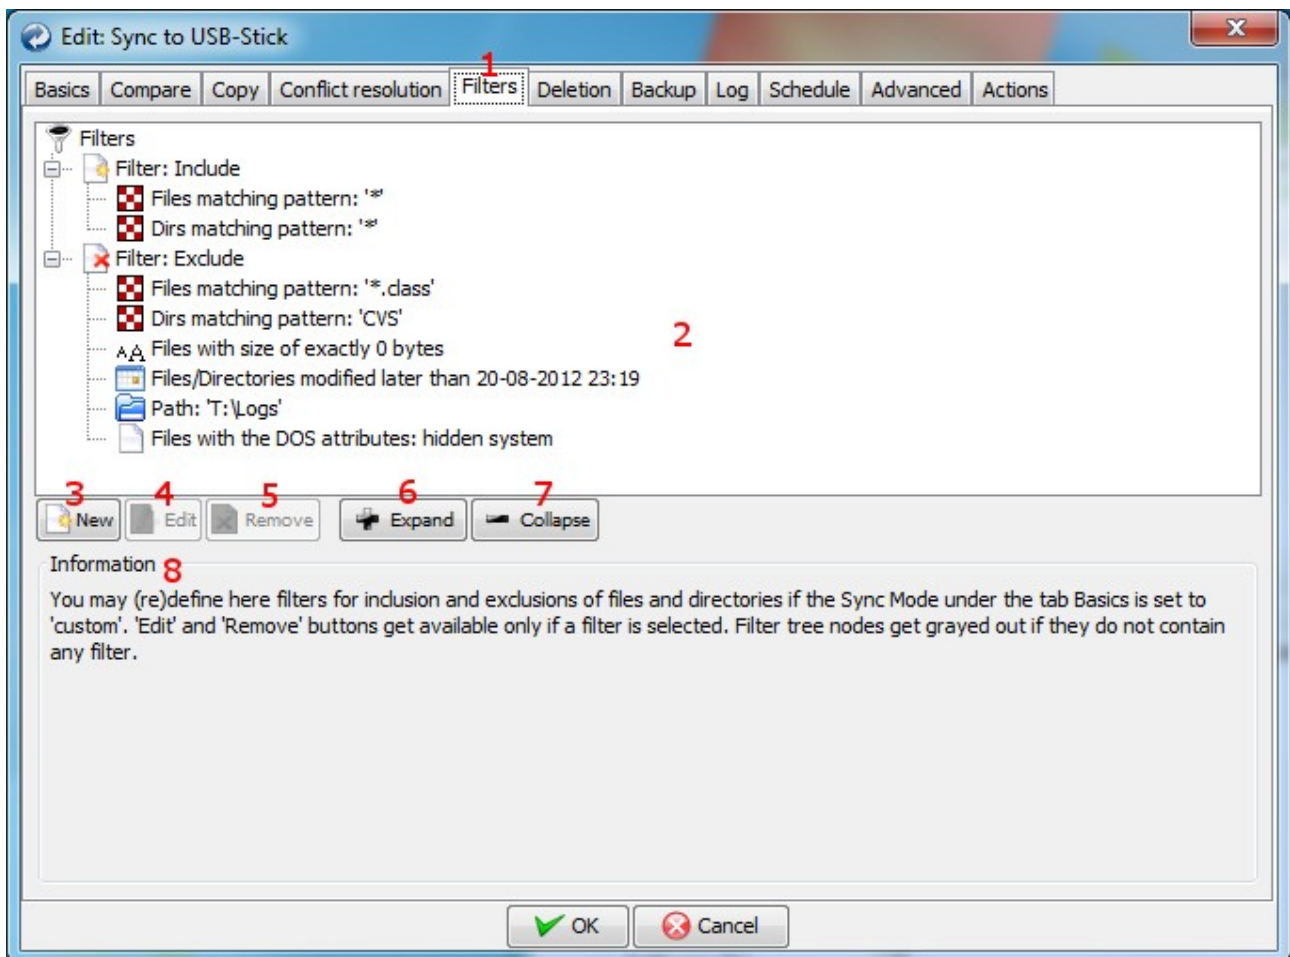 Edit: Sync to USB-Stick
x
1
Basics Compare Copy Conflict resolution Filters Deletion Backup Log Schedule Advanced Actions
Filters
Filter: Include
Files matching pattern: '*'
Dirs matching pattern: '*'
Filter: Exclude
Files matching pattern: '*.class'
Dirs matching pattern: 'CVS'
2
AA Files with size of exactly 0 bytes
Files/Directories modified later than 20-08-2012 23:19
Path: 'T:\Logs'
Files with the DOS attributes: hidden system
3 4 5 6 7
New Edit Remove Expand Collapse
Information 8
You may (re)define here filters for inclusion and exclusions of files and directories if the Sync Mode under the tab Basics is set to
'custom'. 'Edit' and 'Remove' buttons get available only if a filter is selected. Filter tree nodes get grayed out if they do not contain
any filter.
OK Cancel